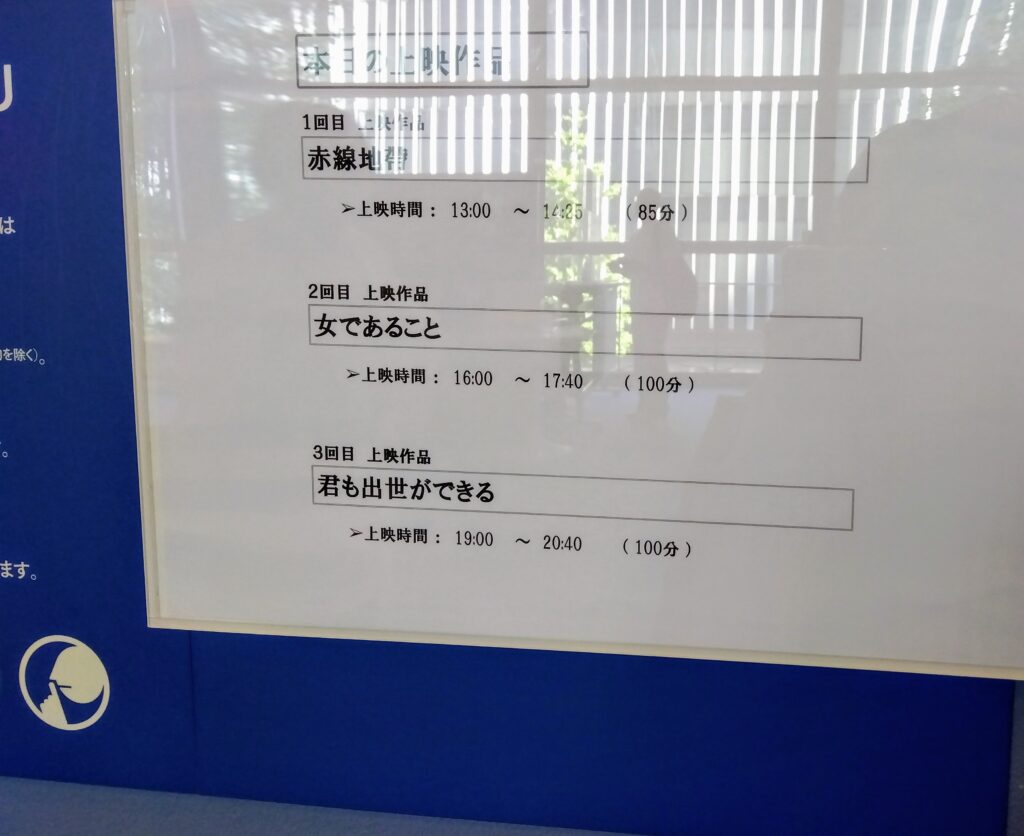 本日の上映作品
1回目 上映作品
赤線地帯
➢上映時間： 13:00 ～ 14:25 （85分）
2回目 上映作品
女であること
➢上映時間： 16:00 ～ 17:40 （100分）
3回目 上映作品
君も出世ができる
➢上映時間： 19:00 ～ 20:40 （100分）
U
は
を除く）。
。
ます。